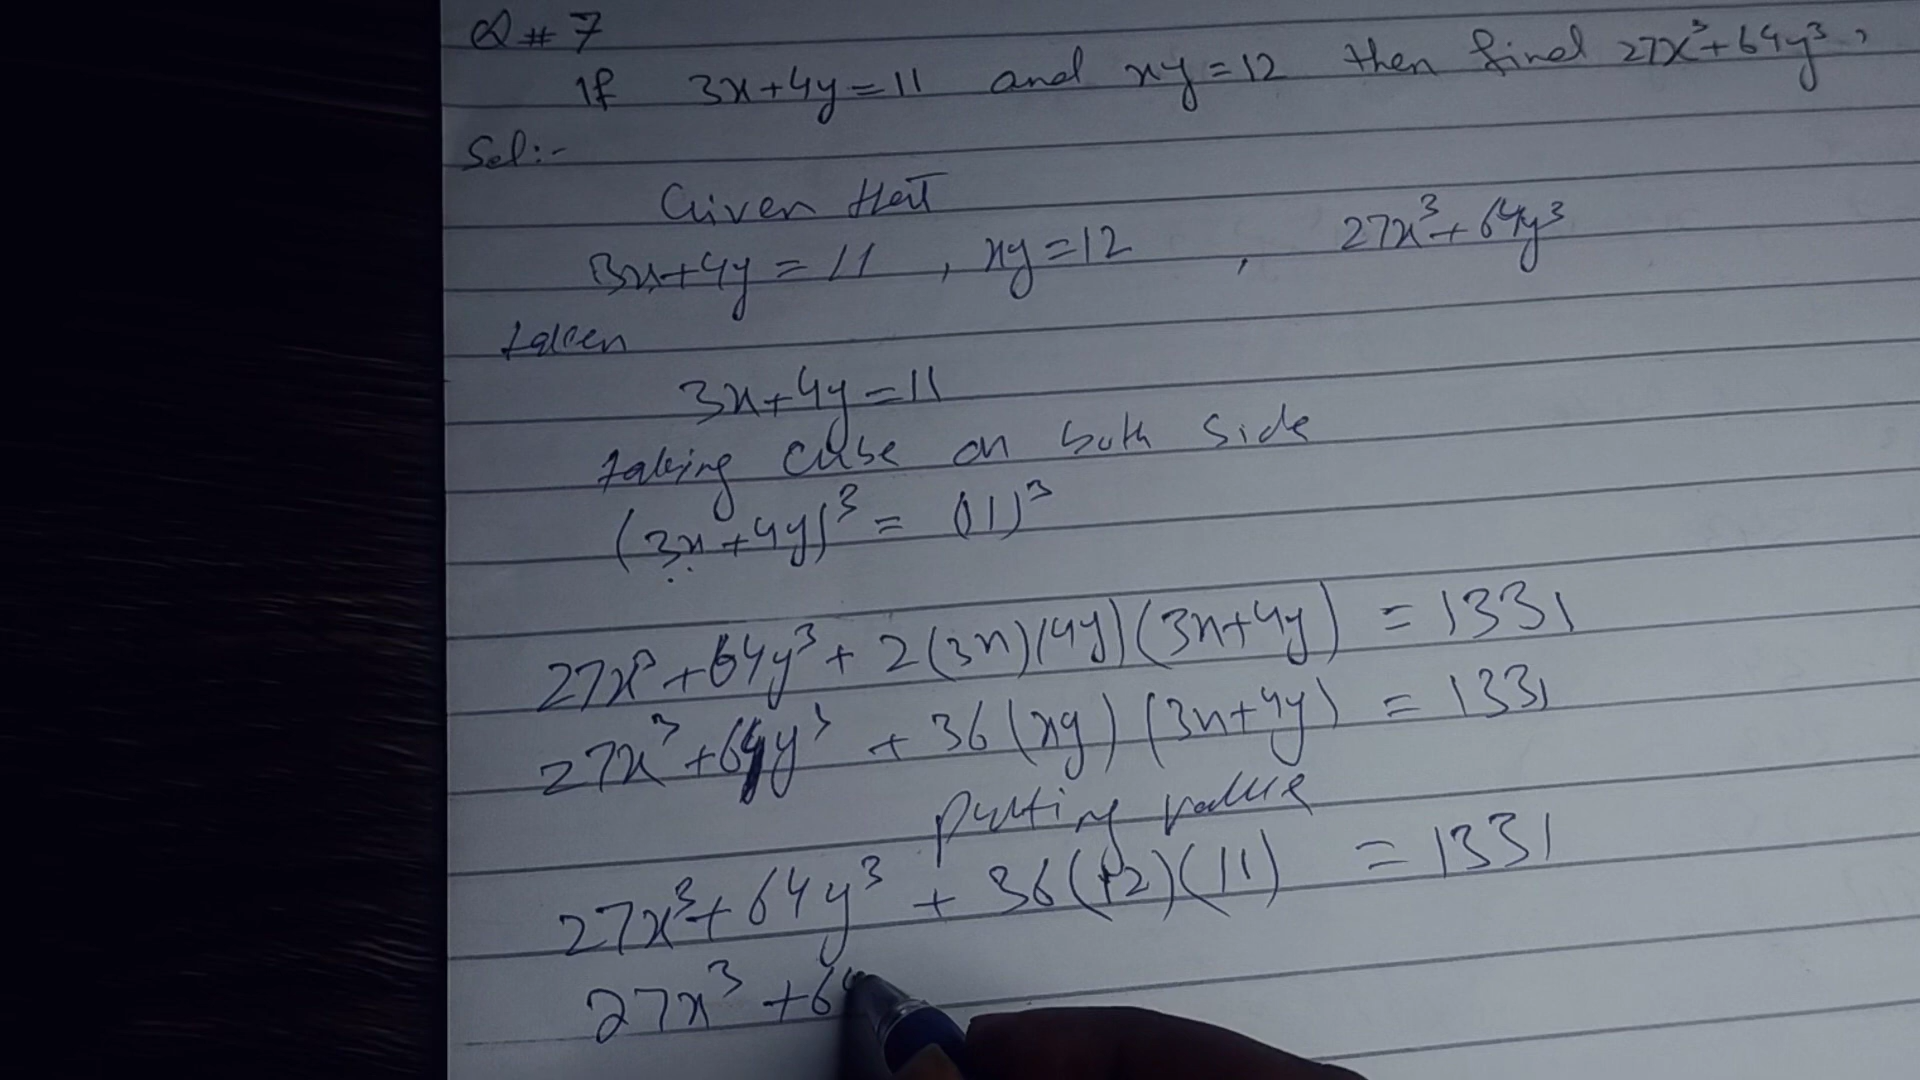 Q # 7
If 3x+4y=11 and xy=12 then find 27x³+64y³,
Sol:-
Given that
3x+4y = 11 , xy=12 , 27x³+64y³
taken
3x+4y=11
taking cube on both side
(3x+4y)³ = (11)³
27x³+64y³+2(3x)(4y)(3x+4y) = 1331
27x³+64y³ +36(xy)(3x+4y) = 1331
putting value
27x³+64y³ + 36(12)(11) = 1331
27x³ +64